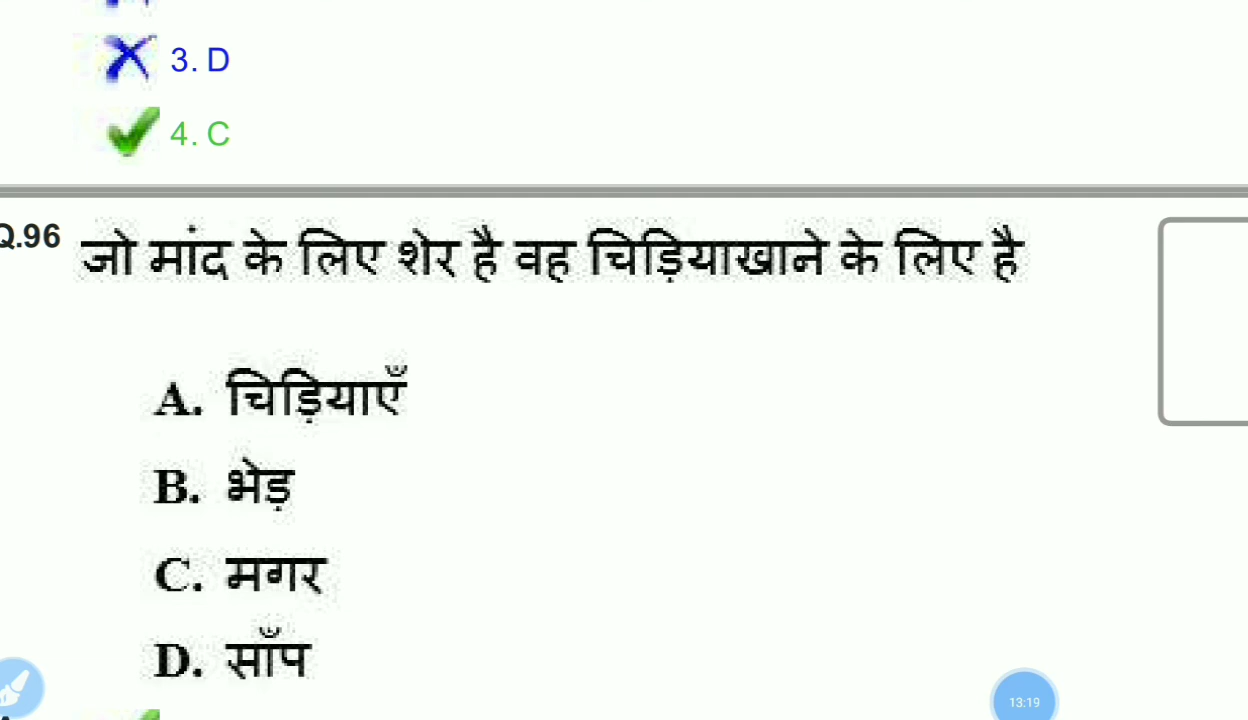 3. D
4. C
Q.96 जो मांद के लिए शेर है वह चिड़ियाखाने के लिए है
A. चिड़ियाएँ
B. भेड़
C. मगर
D. साँप
13:19